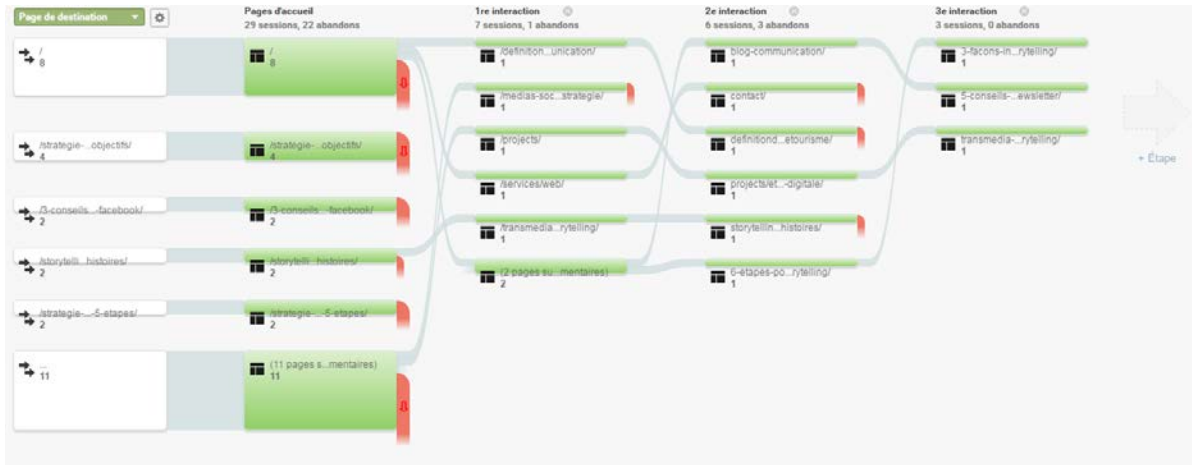 Page de destination
Pages d'accueil
29 sessions, 22 abandons
1re interaction
7 sessions, 1 abandons
2e interaction
6 sessions, 3 abandons
3e interaction
3 sessions, 0 abandons
/
8
/strategie-...objectifs/
4
/3-conseils...-facebook/
2
/storytelli...histoires/
2
/strategie-...-5-etapes/
2
...
11
/
8
/strategie-...objectifs/
4
/3-conseils...-facebook/
2
/storytelli...histoires/
2
/strategie-...-5-etapes/
2
(11 pages s...mentaires)
11
/definition...unication/
1
/medias-soc...strategie/
1
/projects/
1
/services/web/
1
/transmedia...rytelling/
1
(2 pages su...mentaires)
2
blog-communication/
1
contact/
1
definitiond...etourisme/
1
projects/et...-digitale/
1
storytellin...histoires/
1
6-etapes-po...rytelling/
1
3-facons-in...rytelling/
1
5-conseils-...ewsletter/
1
transmedia-...rytelling/
1
+ Étape